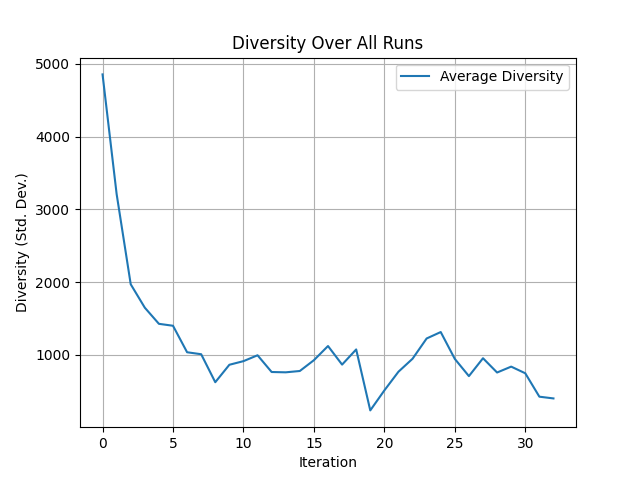 Diversity Over All Runs
Average Diversity
Diversity (Std. Dev.)
5000
4000
3000
2000
1000
0 5 10 15 20 25 30
Iteration